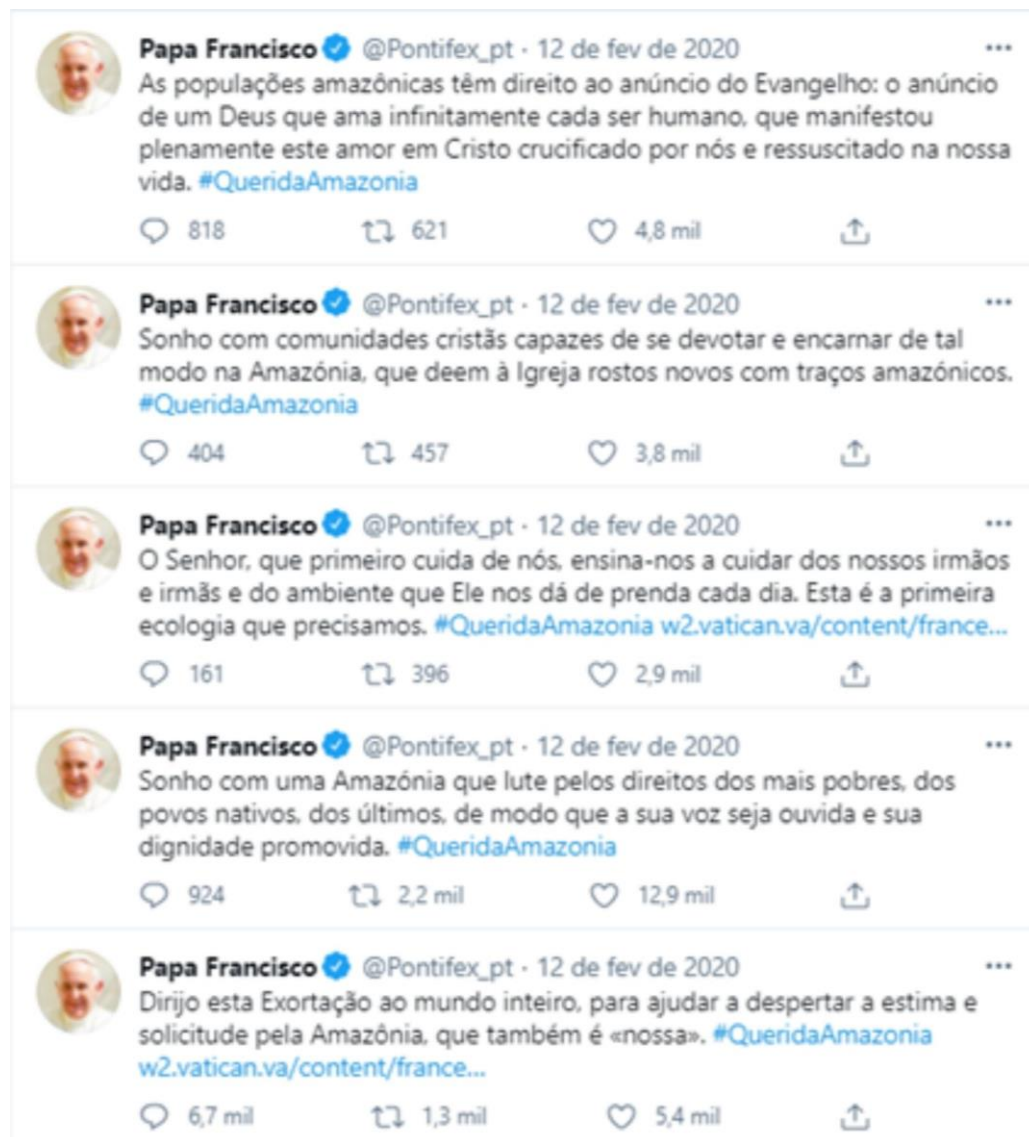 Papa Francisco @Pontifex_pt · 12 de fev de 2020 ...
As populações amazônicas têm direito ao anúncio do Evangelho: o anúncio
de um Deus que ama infinitamente cada ser humano, que manifestou
plenamente este amor em Cristo crucificado por nós e ressuscitado na nossa
vida. #QueridaAmazonia
818 621 4,8 mil
Papa Francisco @Pontifex_pt · 12 de fev de 2020 ...
Sonho com comunidades cristãs capazes de se devotar e encarnar de tal
modo na Amazónia, que deem à Igreja rostos novos com traços amazónicos.
#QueridaAmazonia
404 457 3,8 mil
Papa Francisco @Pontifex_pt · 12 de fev de 2020 ...
O Senhor, que primeiro cuida de nós, ensina-nos a cuidar dos nossos irmãos
e irmãs e do ambiente que Ele nos dá de prenda cada dia. Esta é a primeira
ecologia que precisamos. #QueridaAmazonia w2.vatican.va/content/france...
161 396 2,9 mil
Papa Francisco @Pontifex_pt · 12 de fev de 2020 ...
Sonho com uma Amazónia que lute pelos direitos dos mais pobres, dos
povos nativos, dos últimos, de modo que a sua voz seja ouvida e sua
dignidade promovida. #QueridaAmazonia
924 2,2 mil 12,9 mil
Papa Francisco @Pontifex_pt · 12 de fev de 2020 ...
Dirijo esta Exortação ao mundo inteiro, para ajudar a despertar a estima e
solicitude pela Amazônia, que também é «nossa». #QueridaAmazonia
w2.vatican.va/content/france...
6,7 mil 1,3 mil 5,4 mil